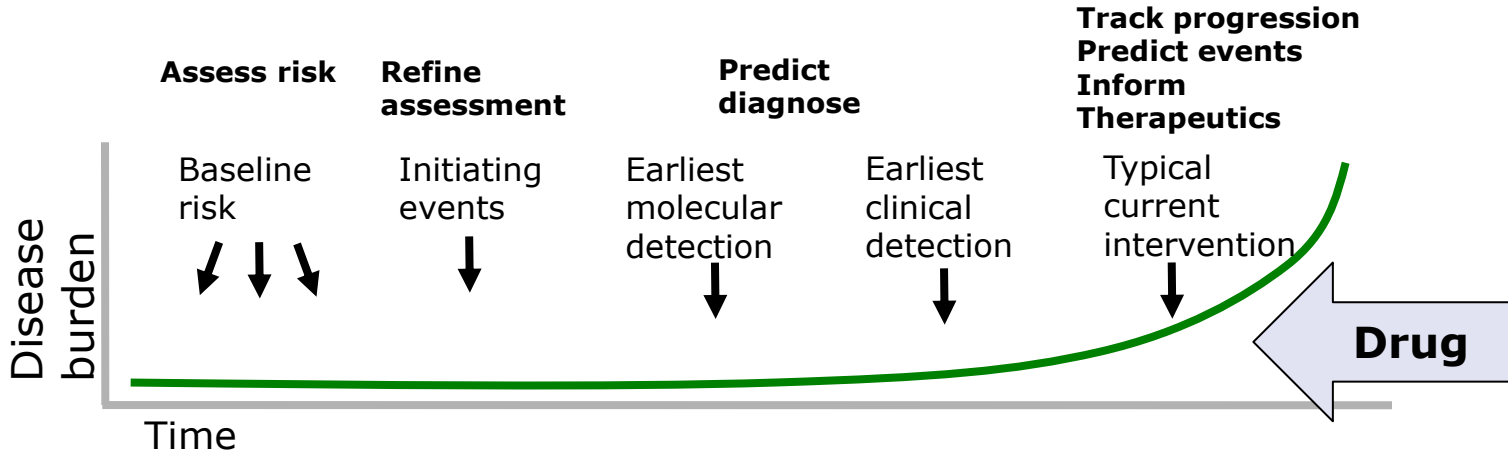 Assess risk
Refine
assessment
Predict
diagnose
Track progression
Predict events
Inform
Therapeutics
Baseline
risk
Initiating
events
Earliest
molecular
detection
Earliest
clinical
detection
Typical
current
intervention
Disease
burden
Drug
Time